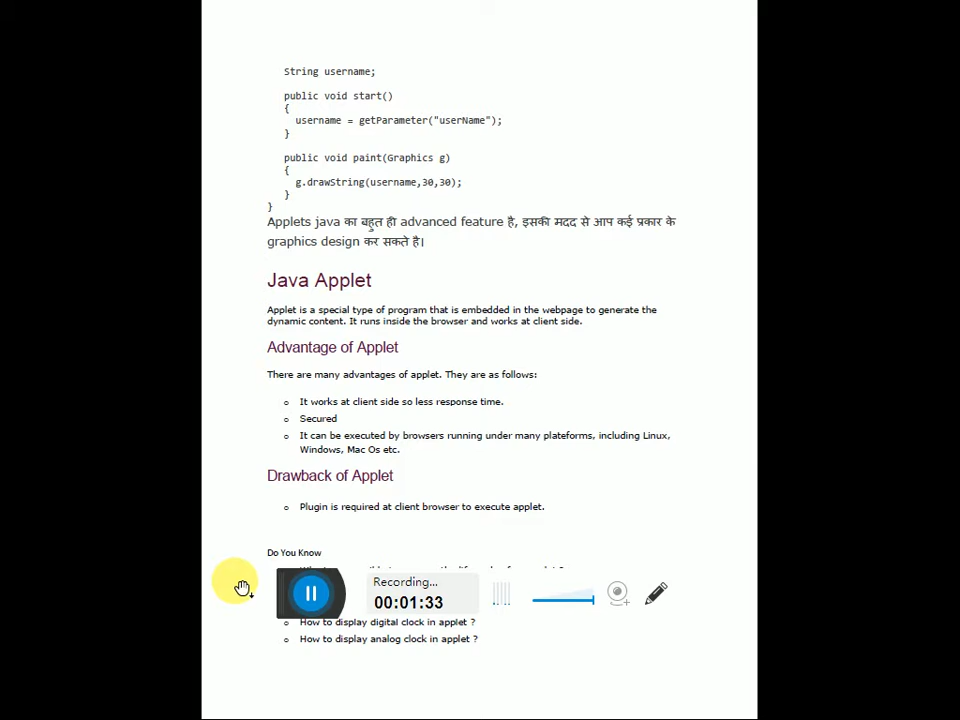 String username;
public void start()
{
username = getParameter("userName");
}
public void paint(Graphics g)
{
g.drawString(username,30,30);
}
}
Applets java का बहुत ही advanced feature है, इसकी मदद से आप कई प्रकार के
graphics design कर सकते है।
Java Applet
Applet is a special type of program that is embedded in the webpage to generate the
dynamic content. It runs inside the browser and works at client side.
Advantage of Applet
There are many advantages of applet. They are as follows:
o It works at client side so less response time.
o Secured
o It can be executed by browsers running under many plateforms, including Linux,
Windows, Mac Os etc.
Drawback of Applet
o Plugin is required at client browser to execute applet.
Do You Know
Recording...
00:01:33
How to display digital clock in applet ?
o How to display analog clock in applet ?